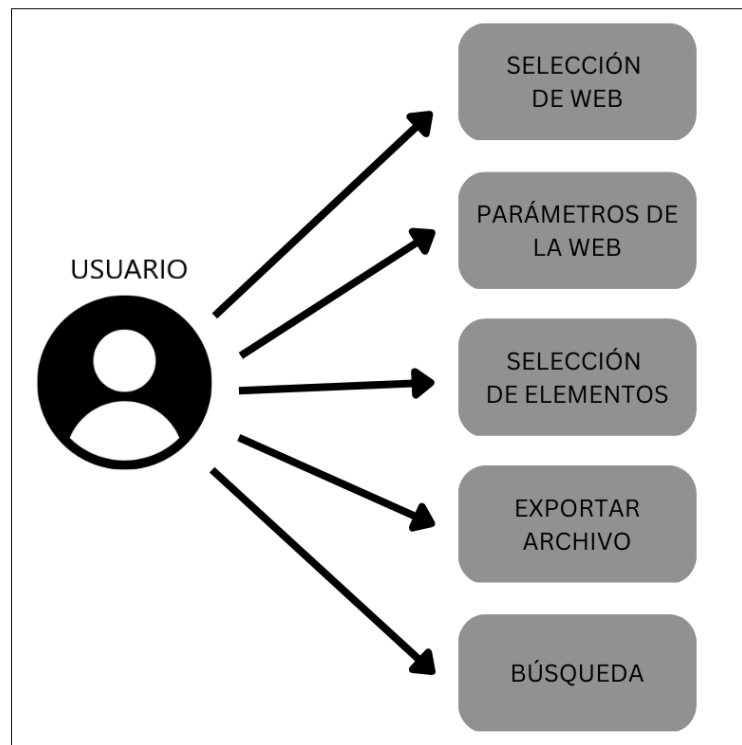 USUARIO
SELECCIÓN
DE WEB
PARÁMETROS DE
LA WEB
SELECCIÓN
DE ELEMENTOS
EXPORTAR
ARCHIVO
BÚSQUEDA